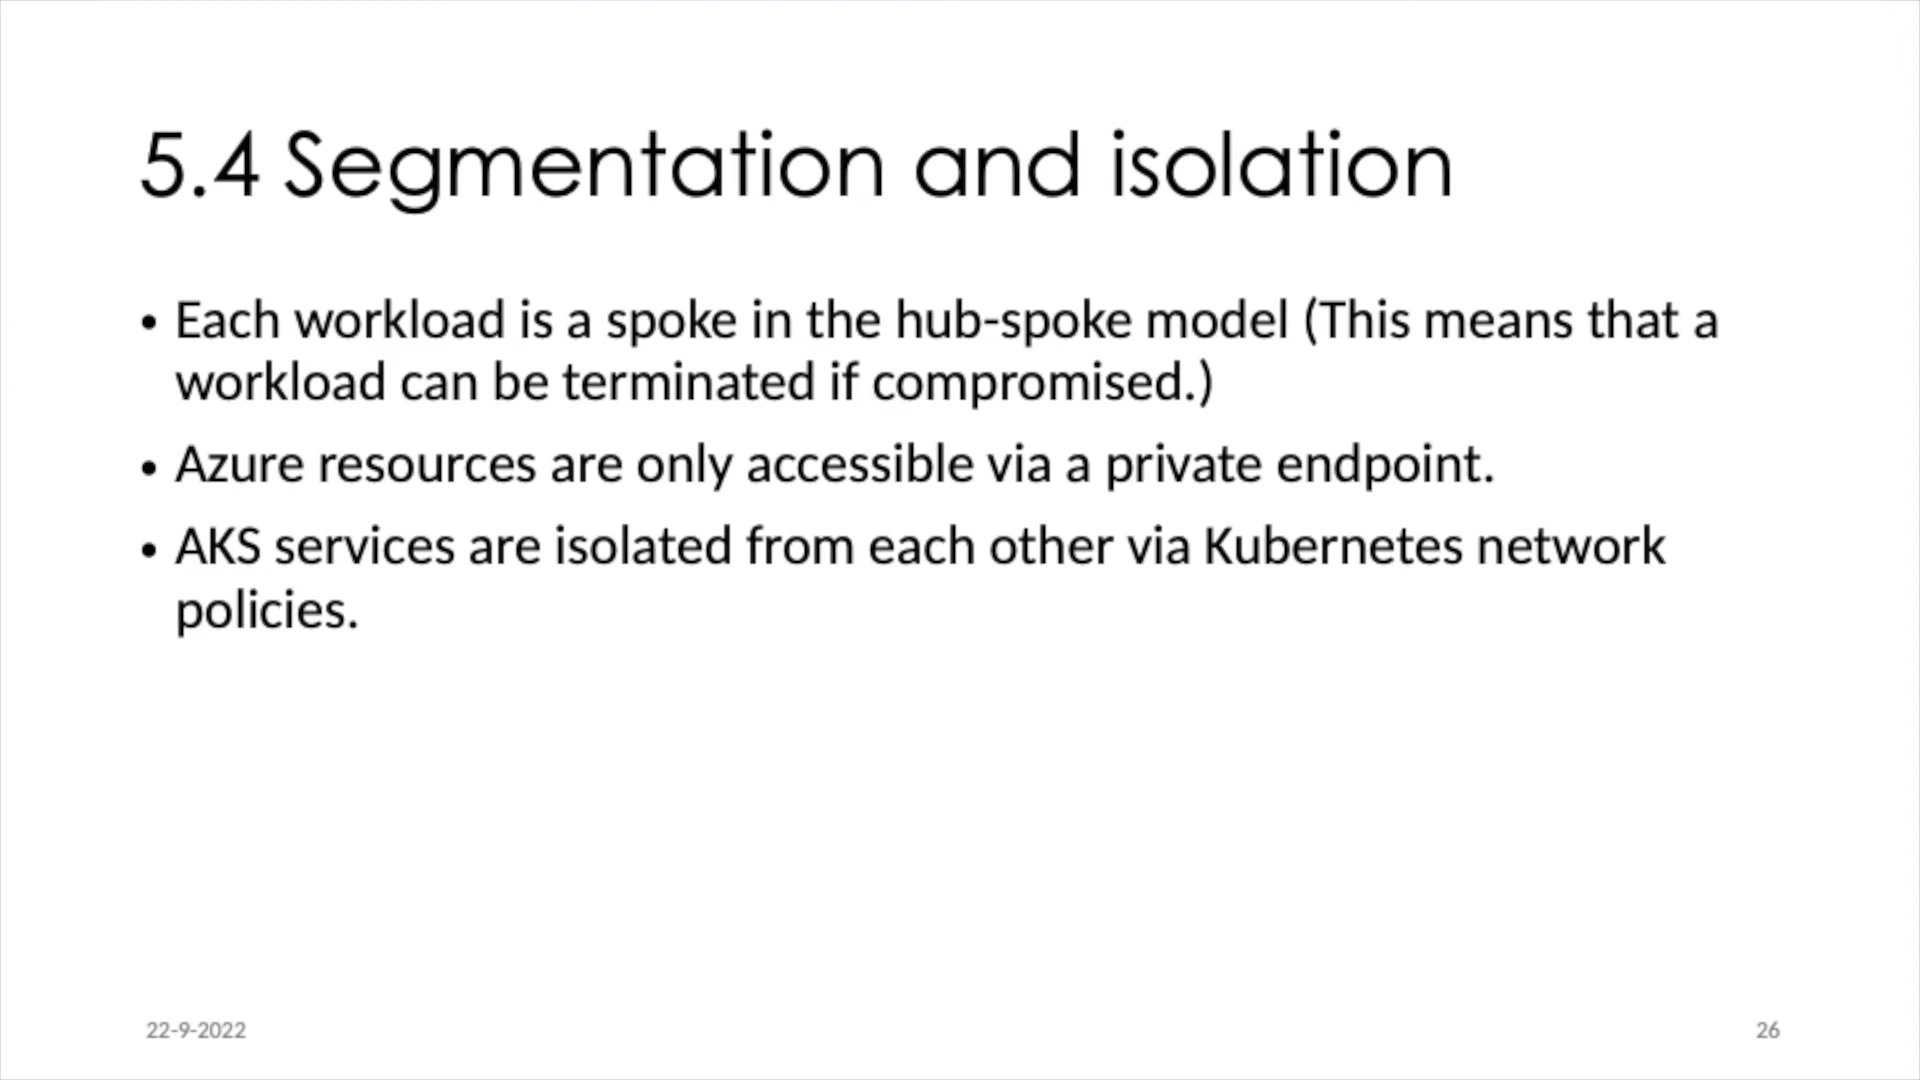 5.4 Segmentation and isolation
• Each workload is a spoke in the hub-spoke model (This means that a
workload can be terminated if compromised.)
• Azure resources are only accessible via a private endpoint.
• AKS services are isolated from each other via Kubernetes network
policies.
22-9-2022
26